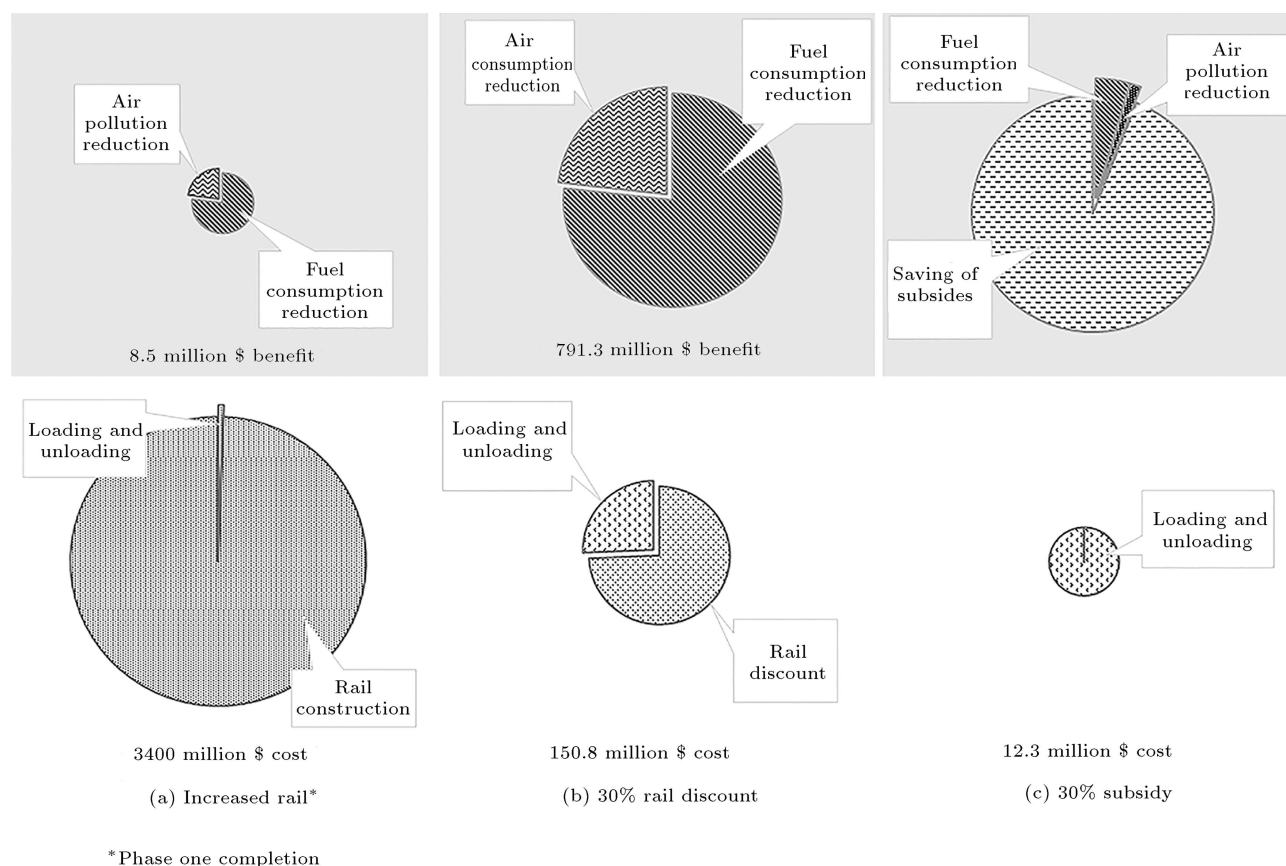 Air
pollution
reduction
Fuel
consumption
reduction
8.5 million $ benefit
Air
consumption
reduction
Fuel
consumption
reduction
791.3 million $ benefit
Fuel
consumption
reduction
Air
pollution
reduction
Saving of
subsides
Loading and
unloading
Rail
construction
3400 million $ cost
(a) Increased rail*
Loading and
unloading
Rail
discount
150.8 million $ cost
(b) 30% rail discount
Loading and
unloading
12.3 million $ cost
(c) 30% subsidy
*Phase one completion